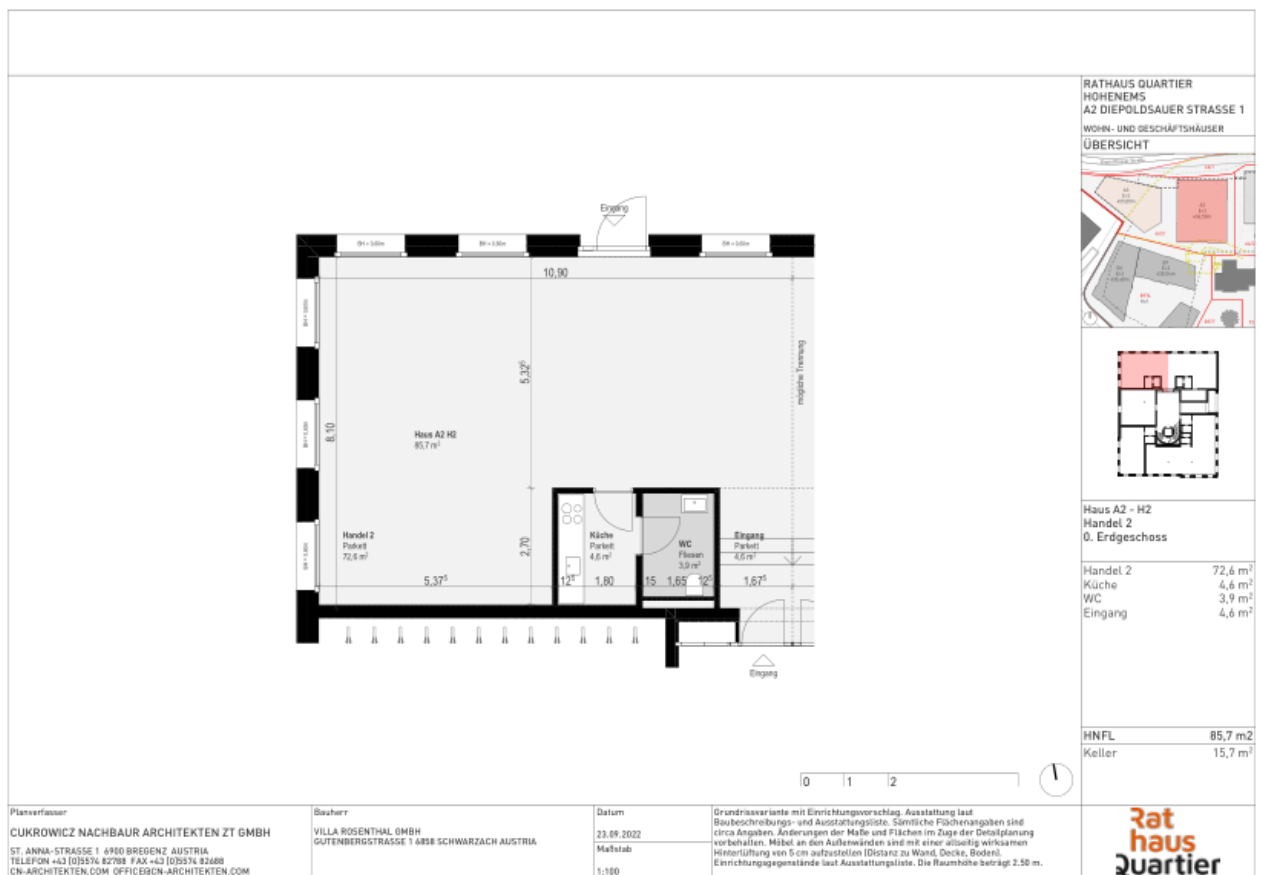 RATHAUS QUARTIER
HOHENEMS
A2 DIEPOLDSAUER STRASSE 1
WOHN- UND GESCHÄFTSHÄUSER
ÜBERSICHT
Eingang
BH = 0,60m
10,90
5,32⁵
8,10
mögliche Trennung
Haus A2 H2
85,7 m²
Handel 2
Parkett
72,6 m²
2,70
Küche
Parkett
4,6 m²
WC
Fliesen
3,9 m²
Eingang
Parkett
4,6 m²
5,37⁵ 12⁵ 1,80 15 1,65 12⁵ 1,67⁵
Eingang
Haus A2 - H2
Handel 2
0. Erdgeschoss
Handel 2 72,6 m²
Küche 4,6 m²
WC 3,9 m²
Eingang 4,6 m²
HNFL 85,7 m2
Keller 15,7 m²
0 1 2
Planverfasser
CUKROWICZ NACHBAUR ARCHITEKTEN ZT GMBH
ST. ANNA-STRASSE 1 6900 BREGENZ AUSTRIA
TELEFON +43 (0)5574 82788 FAX +43 (0)5574 82688
CN-ARCHITEKTEN.COM OFFICE@CN-ARCHITEKTEN.COM
Bauherr
VILLA ROSENTHAL GMBH
GUTENBERGSTRASSE 1 6858 SCHWARZACH AUSTRIA
Datum
23.09.2022
Maßstab
1:100
Grundrissvariante mit Einrichtungsvorschlag. Ausstattung laut
Baubeschreibungs- und Ausstattungsliste. Sämtliche Flächenangaben sind
circa Angaben. Änderungen der Maße und Flächen im Zuge der Detailplanung
vorbehalten. Möbel an den Außenwänden sind mit einer allseitig wirksamen
Hinterlüftung von 5 cm aufzustellen (Distanz zu Wand, Decke, Boden).
Einrichtungsgegenstände laut Ausstattungsliste. Die Raumhöhe beträgt 2.50 m.
Rat
haus
Quartier